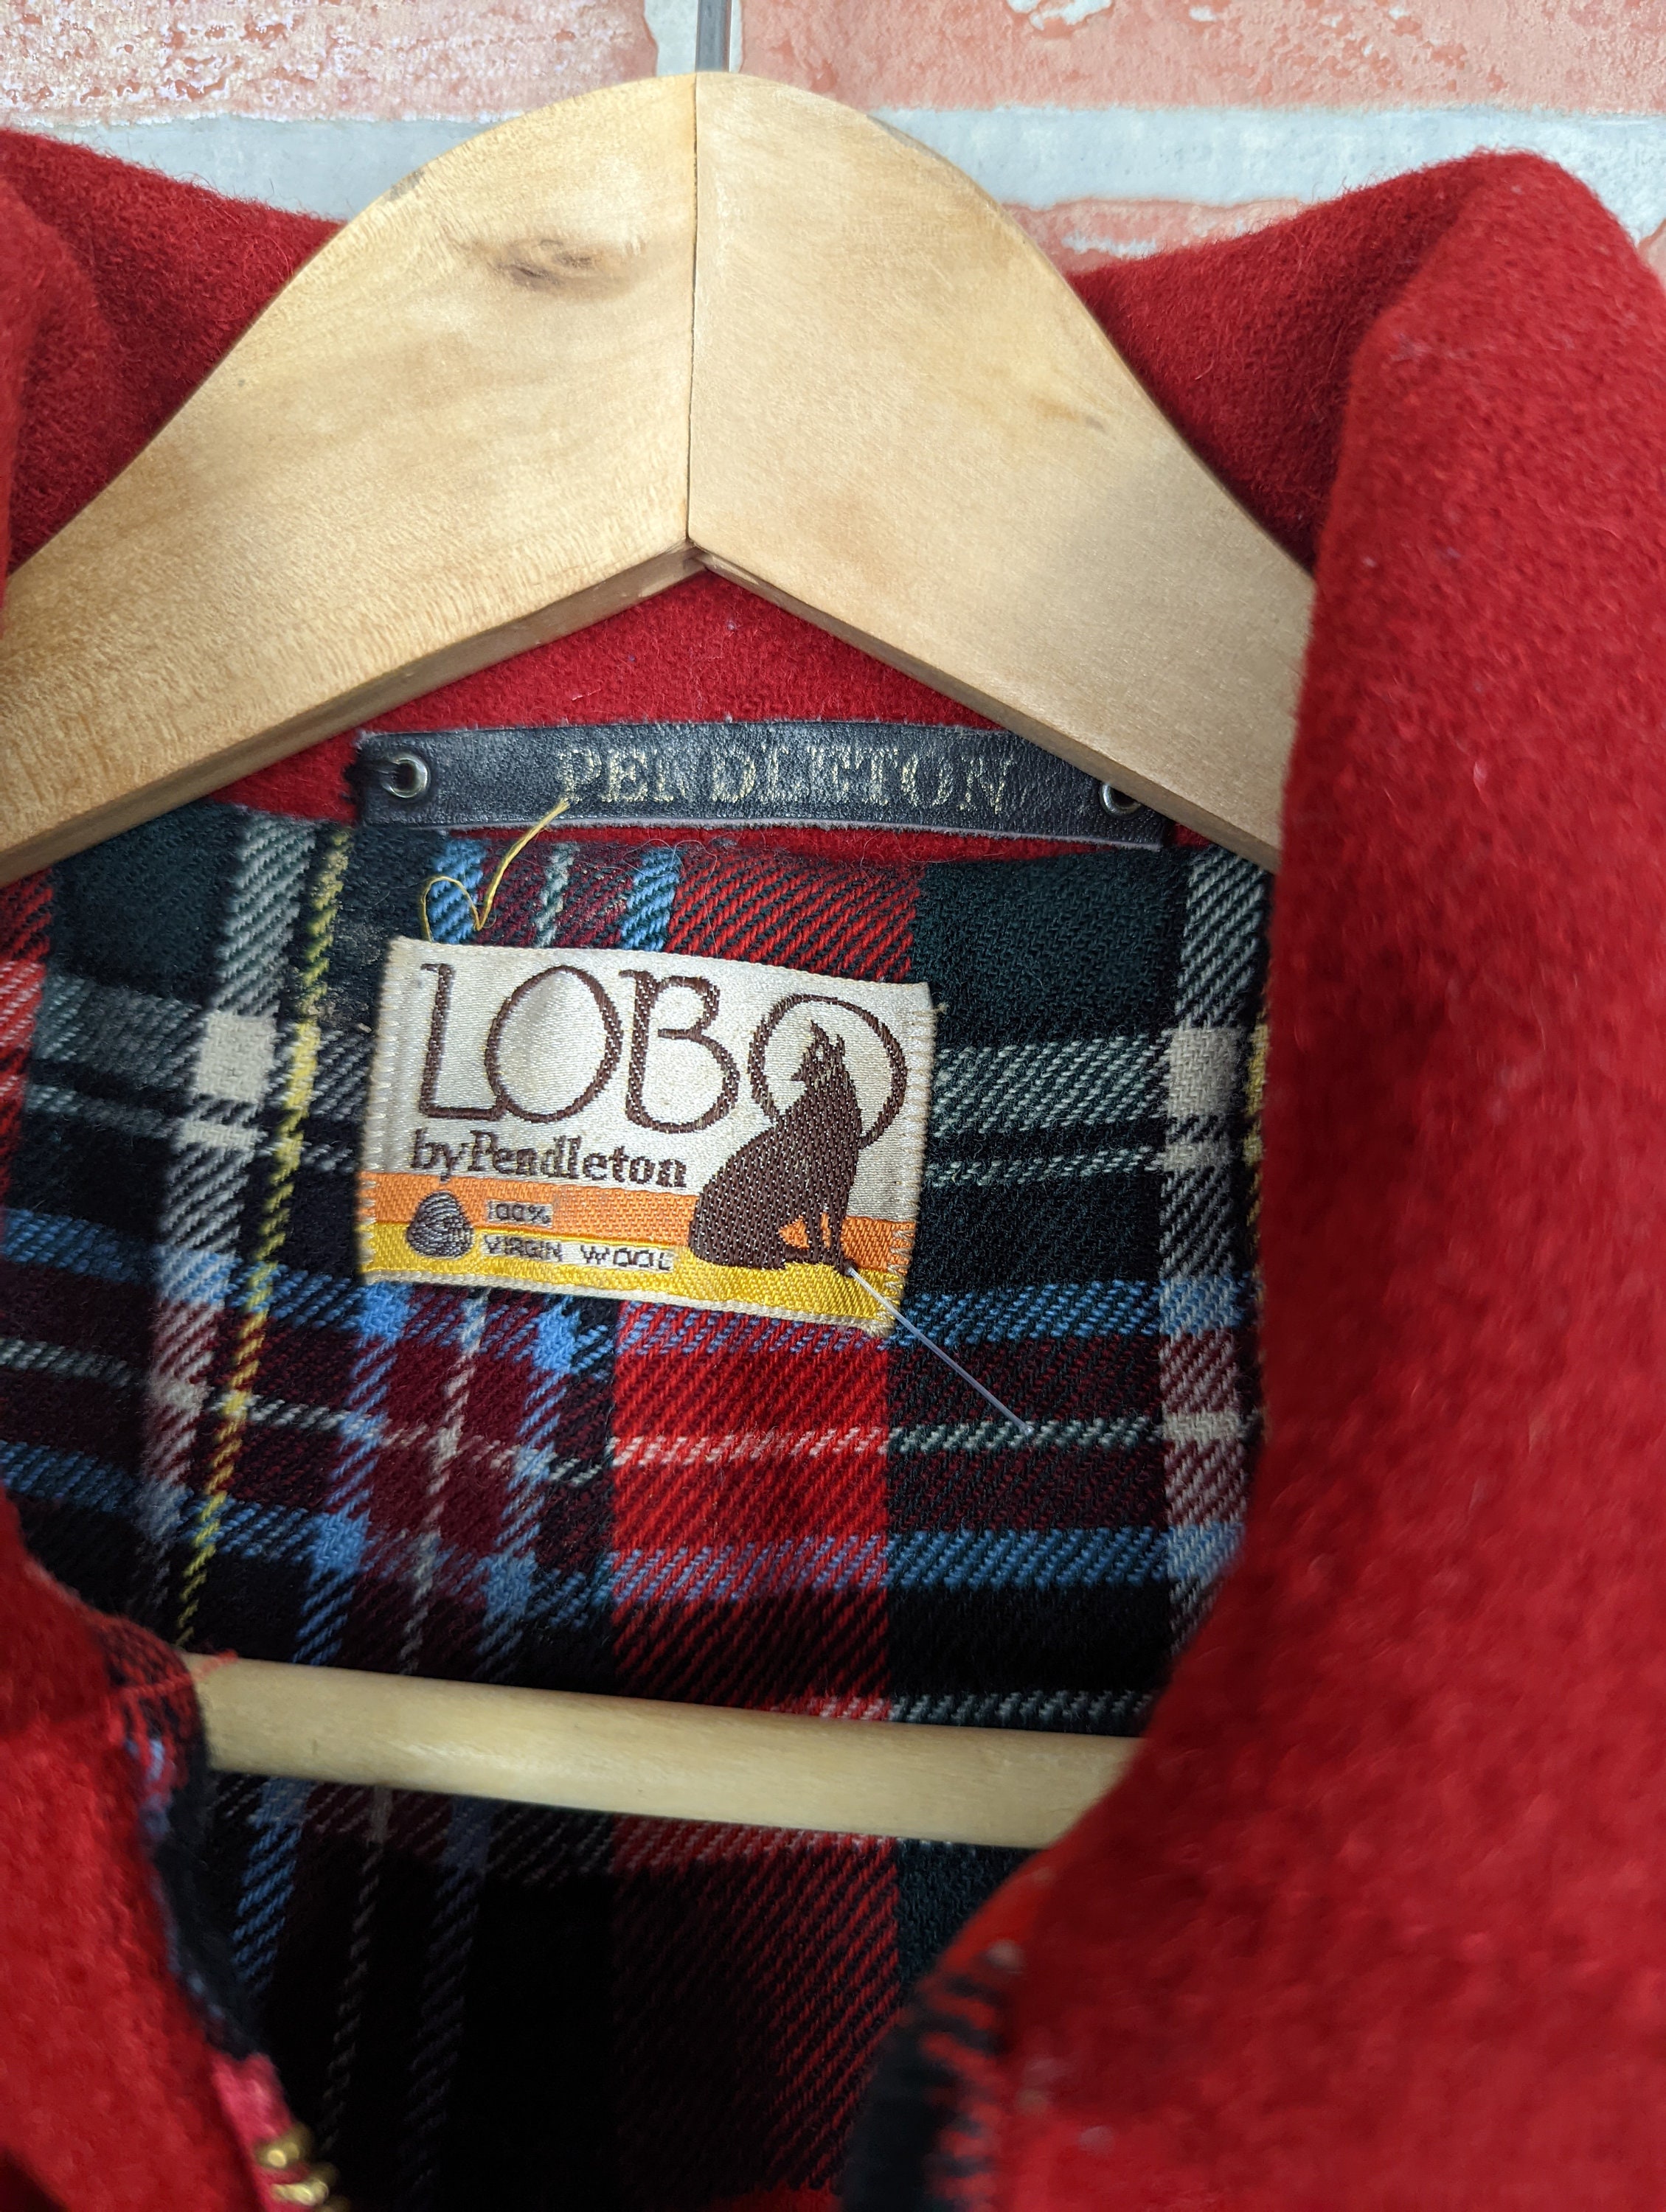 PENDLETON
LOBO
by Pendleton
100%
VIRGIN WOOL